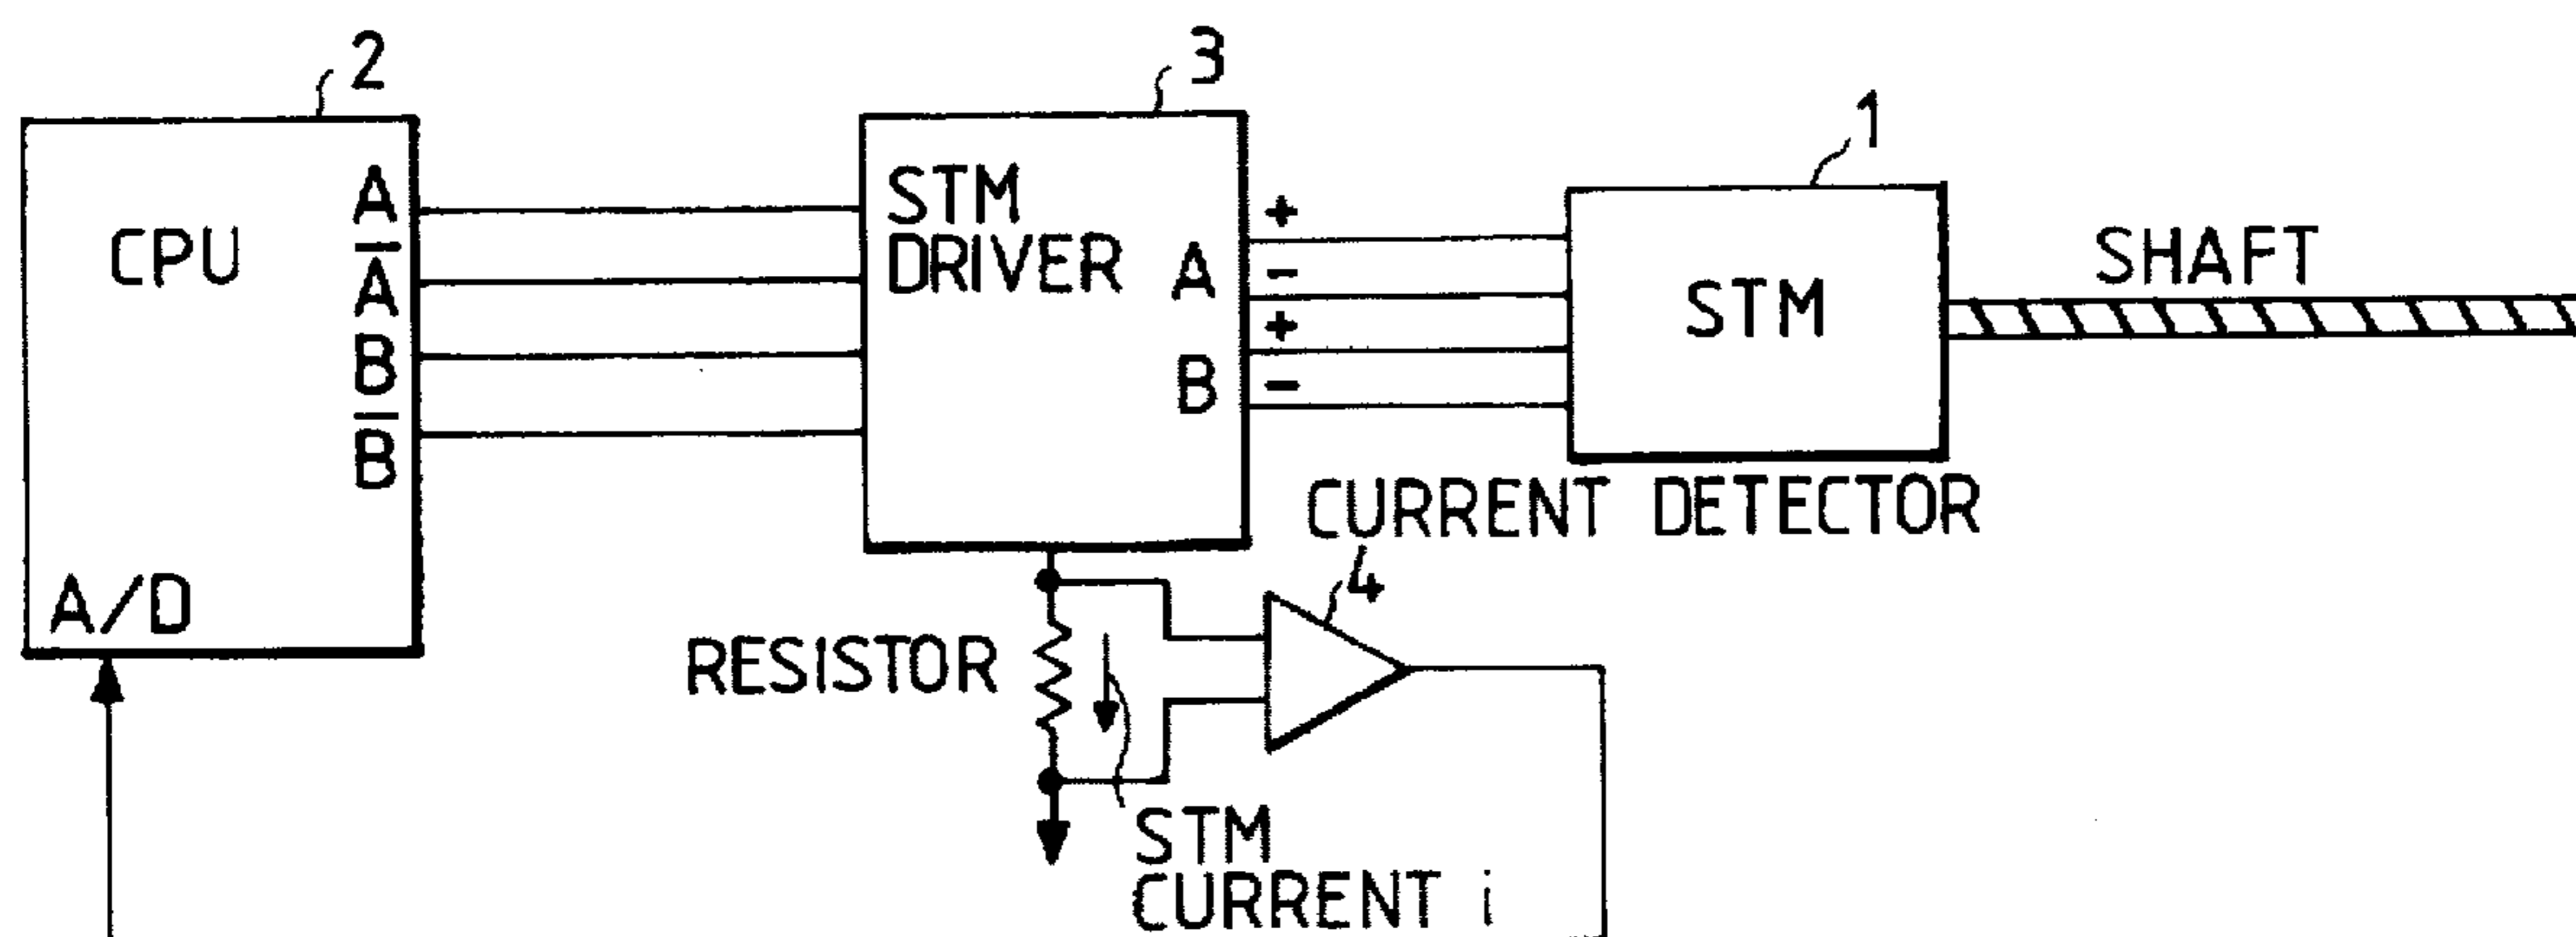 2
3
1
CPU
A
A̅
B
B̅
A/D
STM
DRIVER
A
B
+
-
+
-
STM
SHAFT
CURRENT DETECTOR
4
RESISTOR
STM
CURRENT i